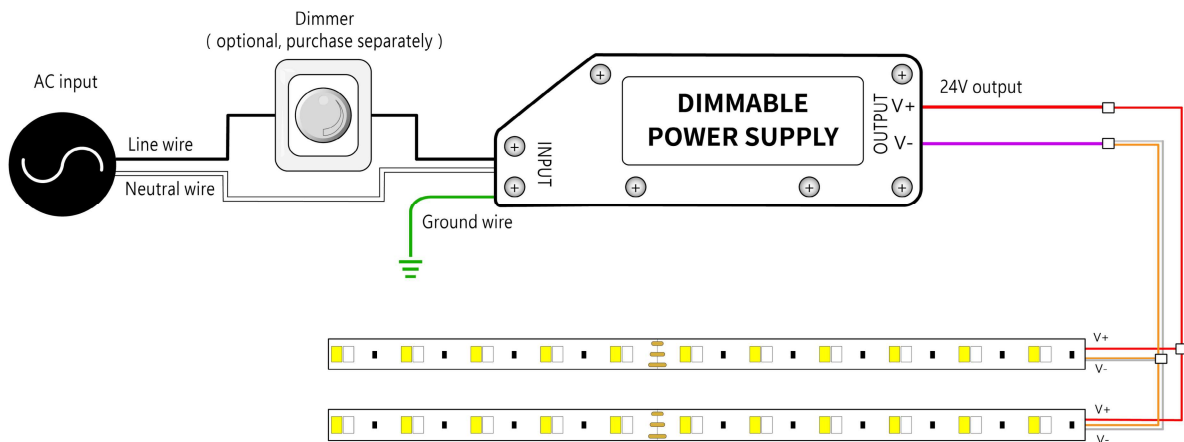 Dimmer
( optional, purchase separately )
AC input
Line wire
Neutral wire
Ground wire
INPUT
DIMMABLE
POWER SUPPLY
OUTPUT
V+
V-
24V output
V+
V-
V+
V-